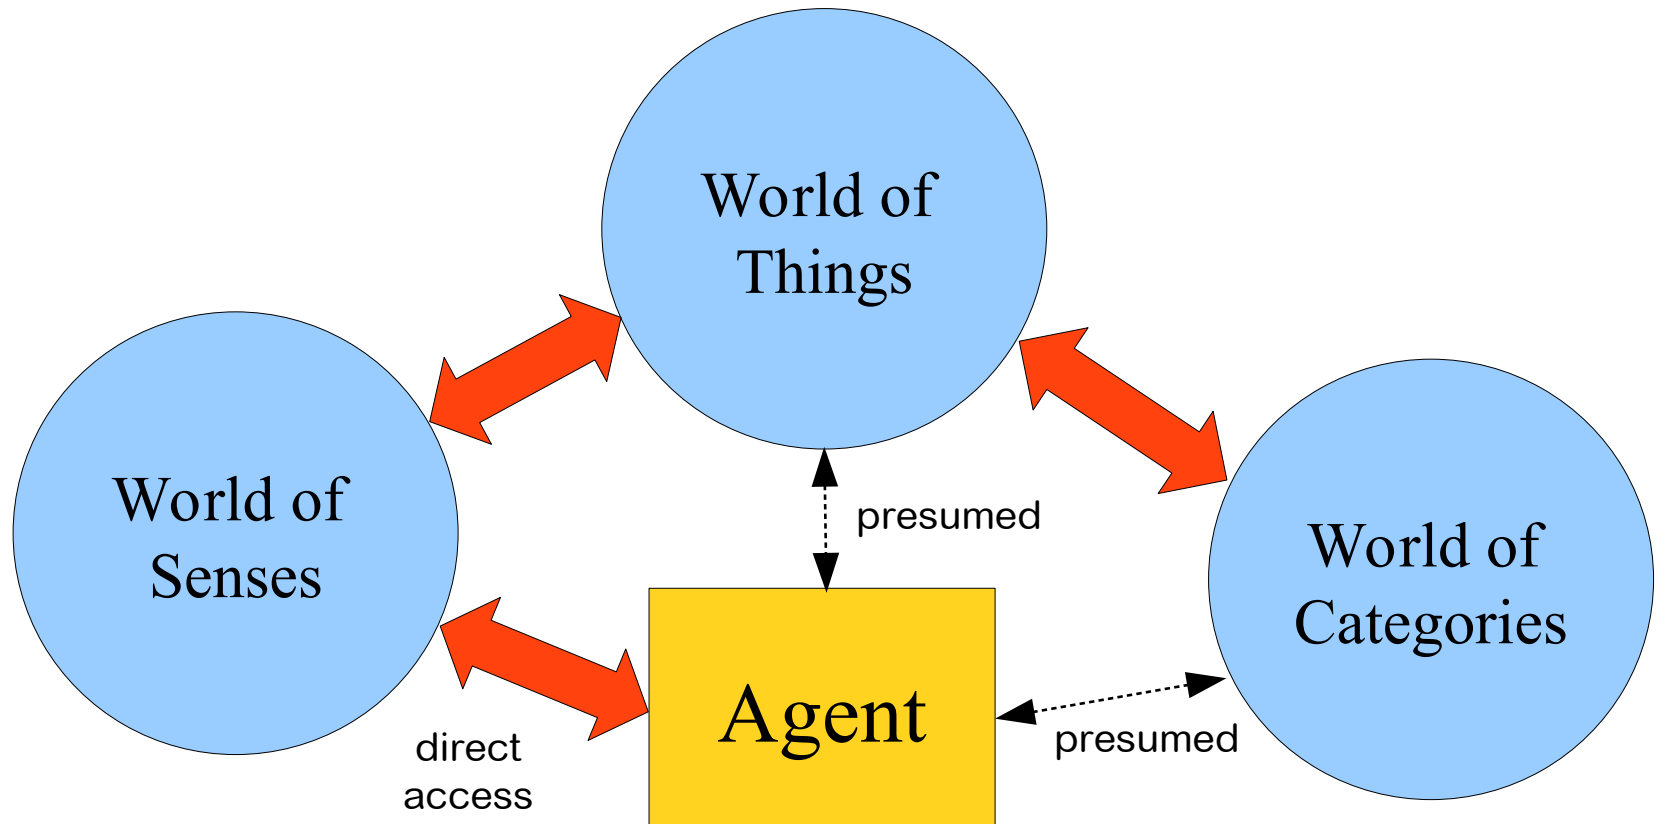 World of
Things
World of
Senses
presumed
World of
Categories
Agent
direct
access
presumed